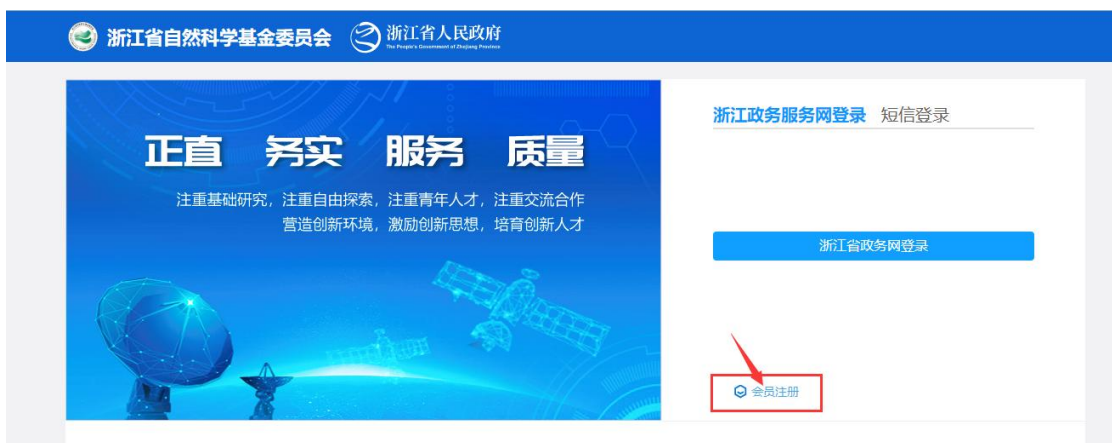 浙江省自然科学基金委员会
浙江省人民政府
The People's Government of Zhejiang Province
浙江政务服务网登录 短信登录
正直 务实 服务 质量
注重基础研究，注重自由探索，注重青年人才，注重交流合作
营造创新环境，激励创新思想，培育创新人才
浙江省政务网登录
会员注册